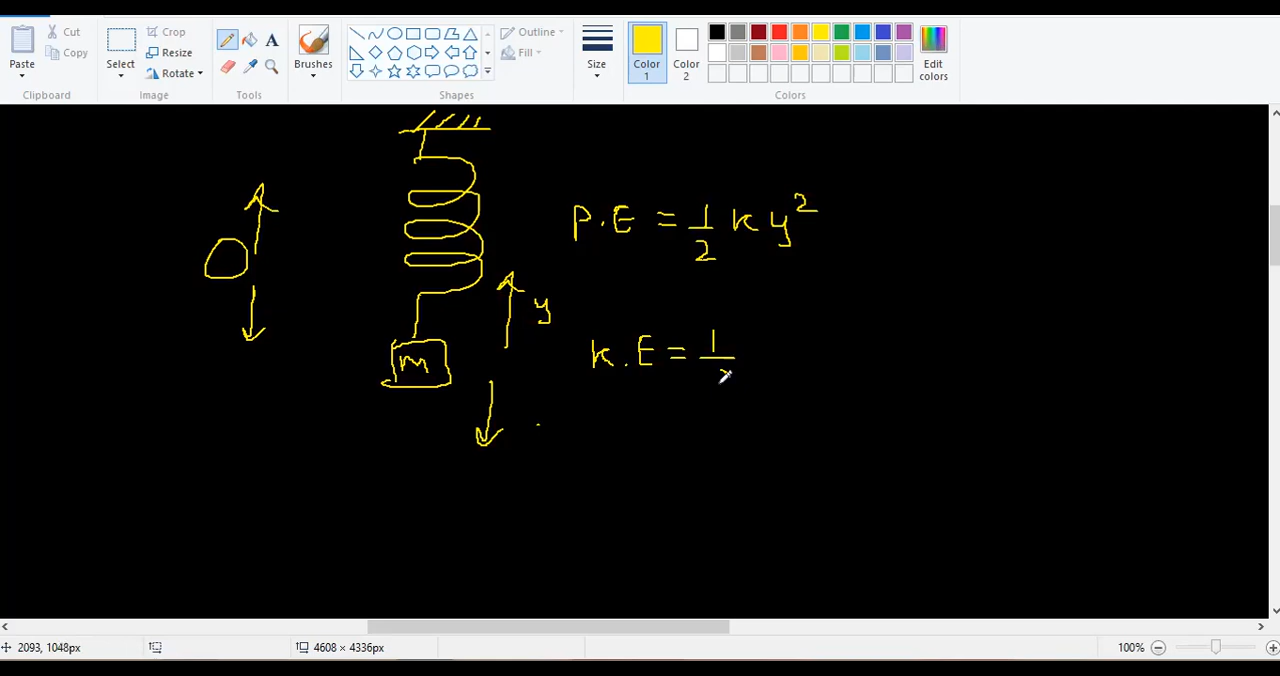 Cut
Copy
Paste
Clipboard
Select
Crop
Resize
Rotate
Image
Tools
Brushes
Shapes
Outline
Fill
Size
Color 1
Color 2
Edit colors
Colors
P.E = 1/2 k y²
y
m
K.E = 1/
2093, 1048px
4608 × 4336px
100%